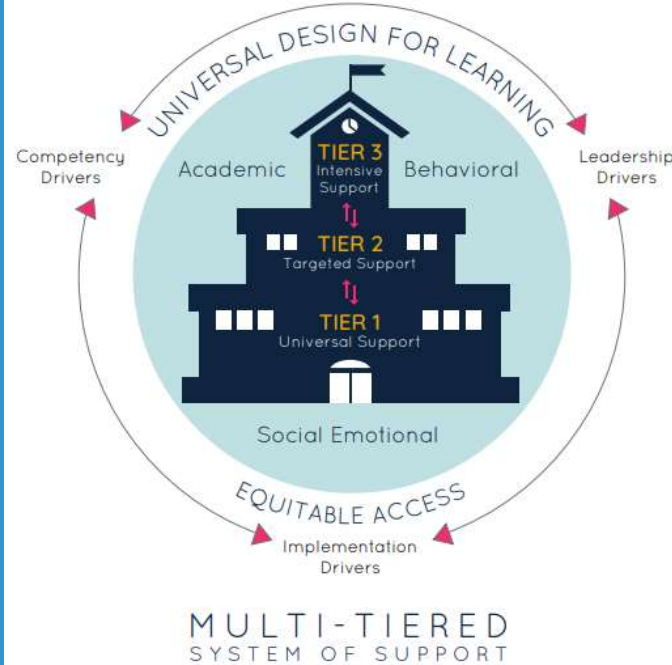 UNIVERSAL DESIGN FOR LEARNING
Competency
Drivers
Leadership
Drivers
Academic
Behavioral
TIER 3
Intensive
Support
TIER 2
Targeted Support
TIER 1
Universal Support
Social Emotional
EQUITABLE ACCESS
Implementation
Drivers
MULTI-TIERED
SYSTEM OF SUPPORT